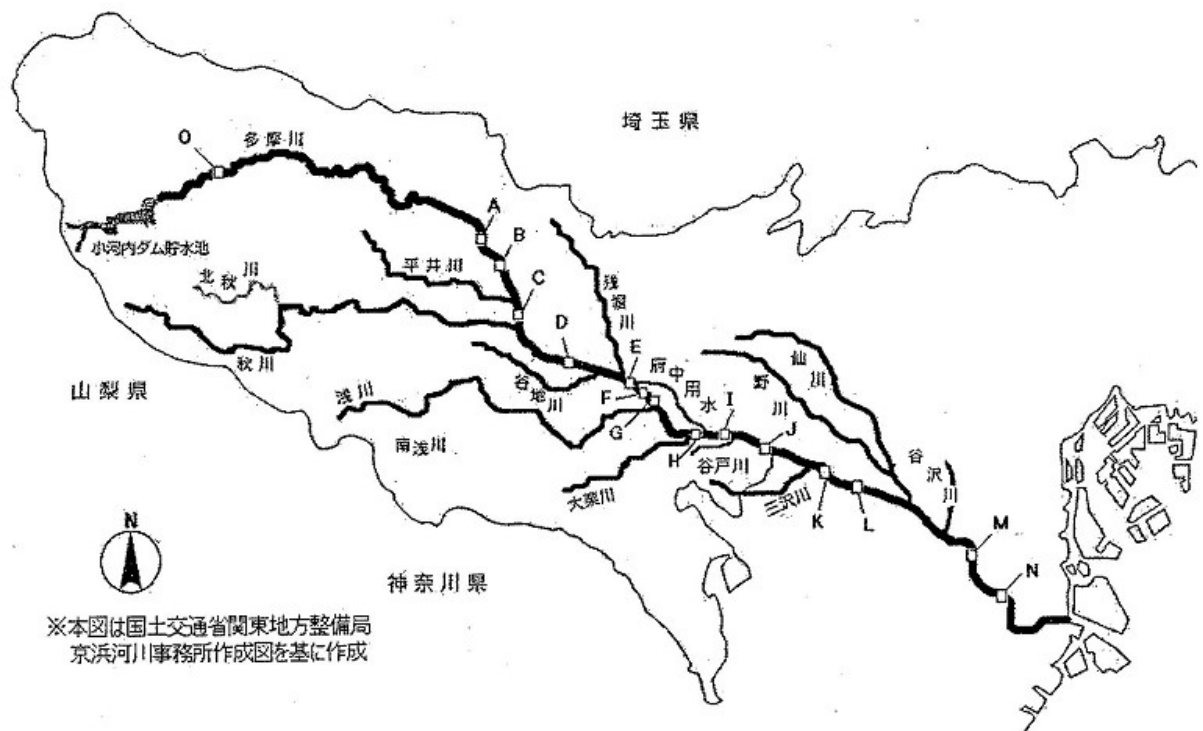 埼玉県
O
多摩川
小河内ダム貯水池
A
B
平井川
C
北秋川
残堀川
秋川
D
E
府中用水
仙川
野川
山梨県
浅川
谷地川
F
G
I
J
南浅川
H
谷戸川
谷沢川
大栗川
三沢川
K
L
M
N
N
神奈川県
※本図は国土交通省関東地方整備局
京浜河川事務所作成図を基に作成